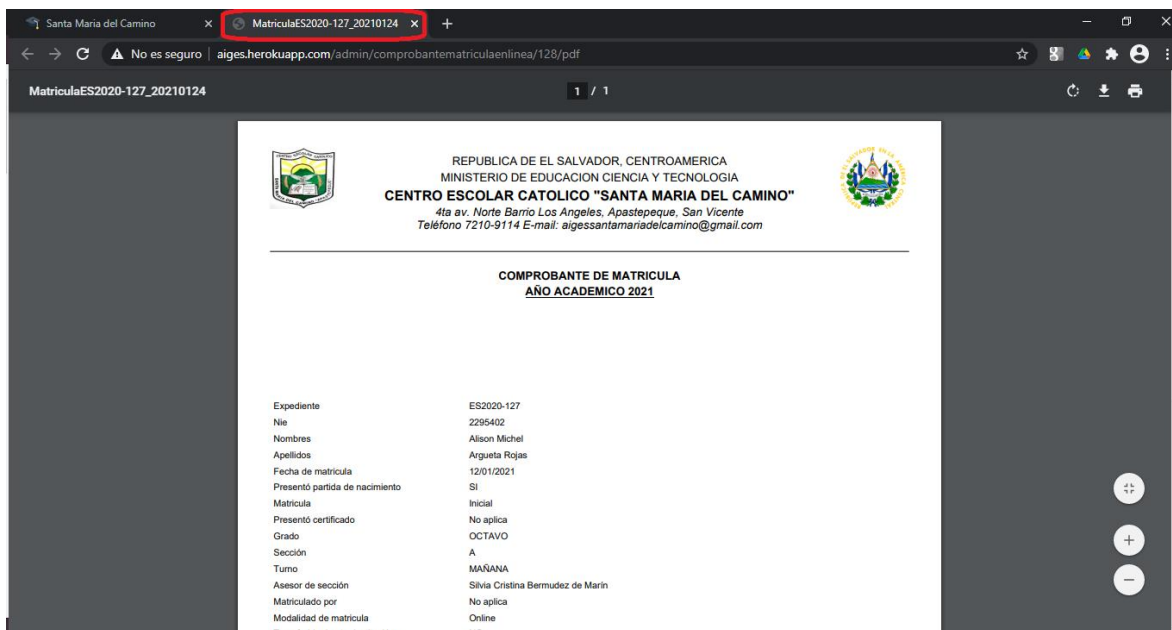 Santa Maria del Camino
MatriculaES2020-127_20210124
No es seguro | aiges.herokuapp.com/admin/comprobantematriculaenlinea/128/pdf
MatriculaES2020-127_20210124
1 / 1
REPUBLICA DE EL SALVADOR, CENTROAMERICA
MINISTERIO DE EDUCACION CIENCIA Y TECNOLOGIA
CENTRO ESCOLAR CATOLICO "SANTA MARIA DEL CAMINO"
4ta av. Norte Barrio Los Angeles, Apastepeque, San Vicente
Teléfono 7210-9114 E-mail: aigessantamariadelcamino@gmail.com
COMPROBANTE DE MATRICULA
AÑO ACADEMICO 2021
Expediente ES2020-127
Nie 2295402
Nombres Alison Michel
Apellidos Argueta Rojas
Fecha de matricula 12/01/2021
Presentó partida de nacimiento SI
Matricula Inicial
Presentó certificado No aplica
Grado OCTAVO
Sección A
Turno MAÑANA
Asesor de sección Silvia Cristina Bermudez de Marín
Matriculado por No aplica
Modalidad de matricula Online